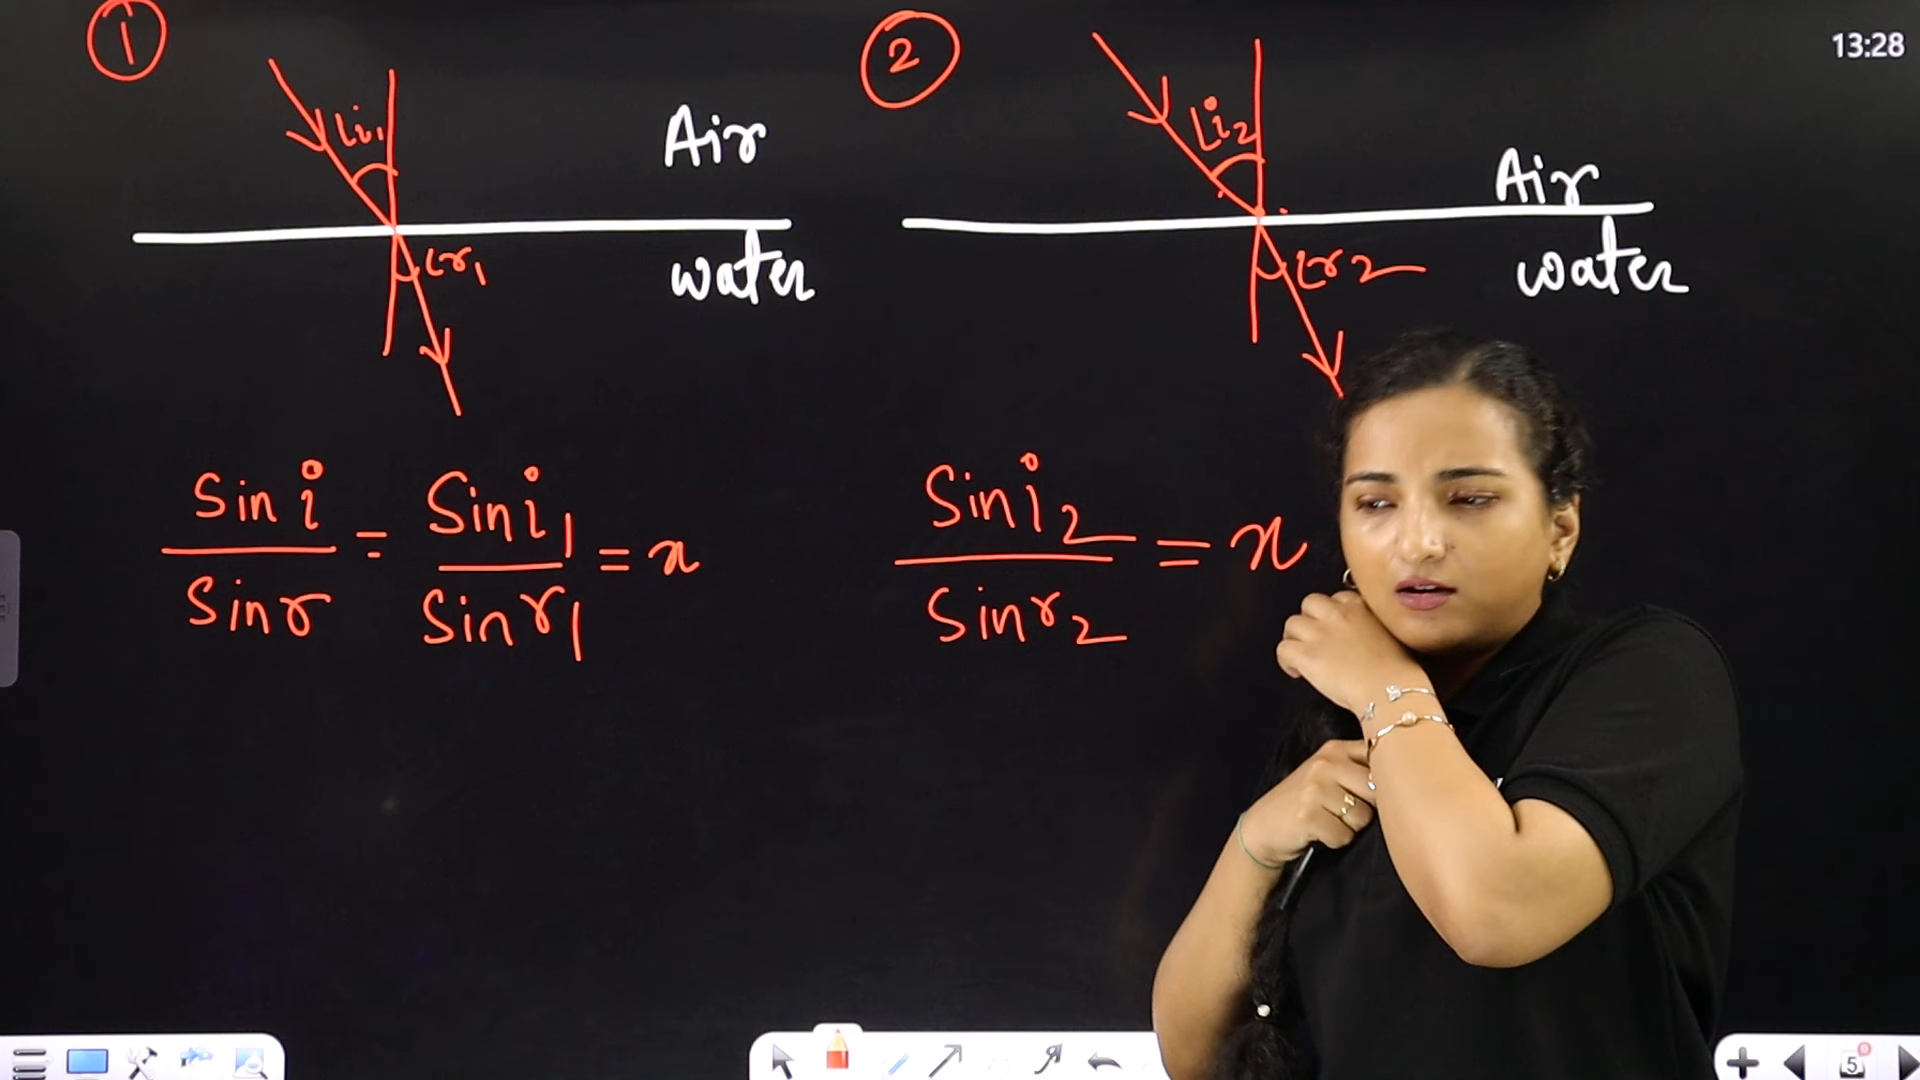 1
∠i₁
Air
∠r₁
water
sin i / sin r = sin i₁ / sin r₁ = x
2
∠i₂
Air
∠r₂
water
sin i₂ / sin r₂ = x
13:28
5